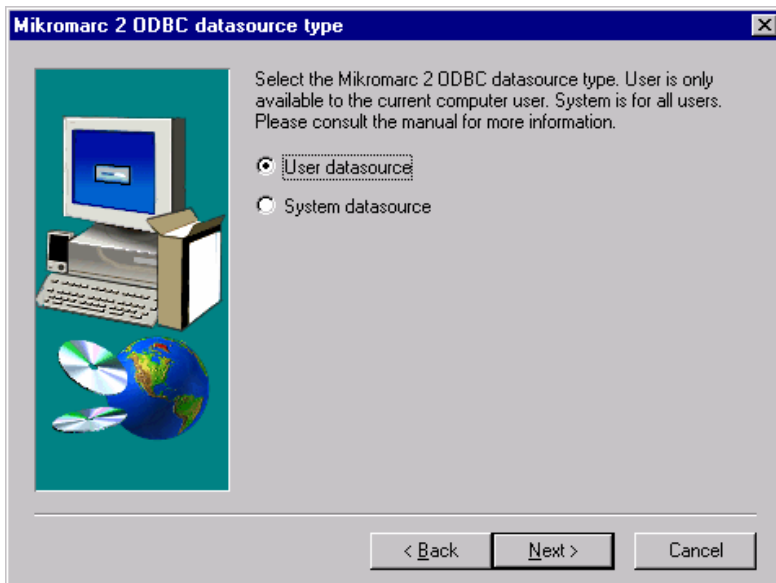 Mikromarc 2 ODBC datasource type
Select the Mikromarc 2 ODBC datasource type. User is only
available to the current computer user. System is for all users.
Please consult the manual for more information.
User datasource
System datasource
< Back
Next >
Cancel